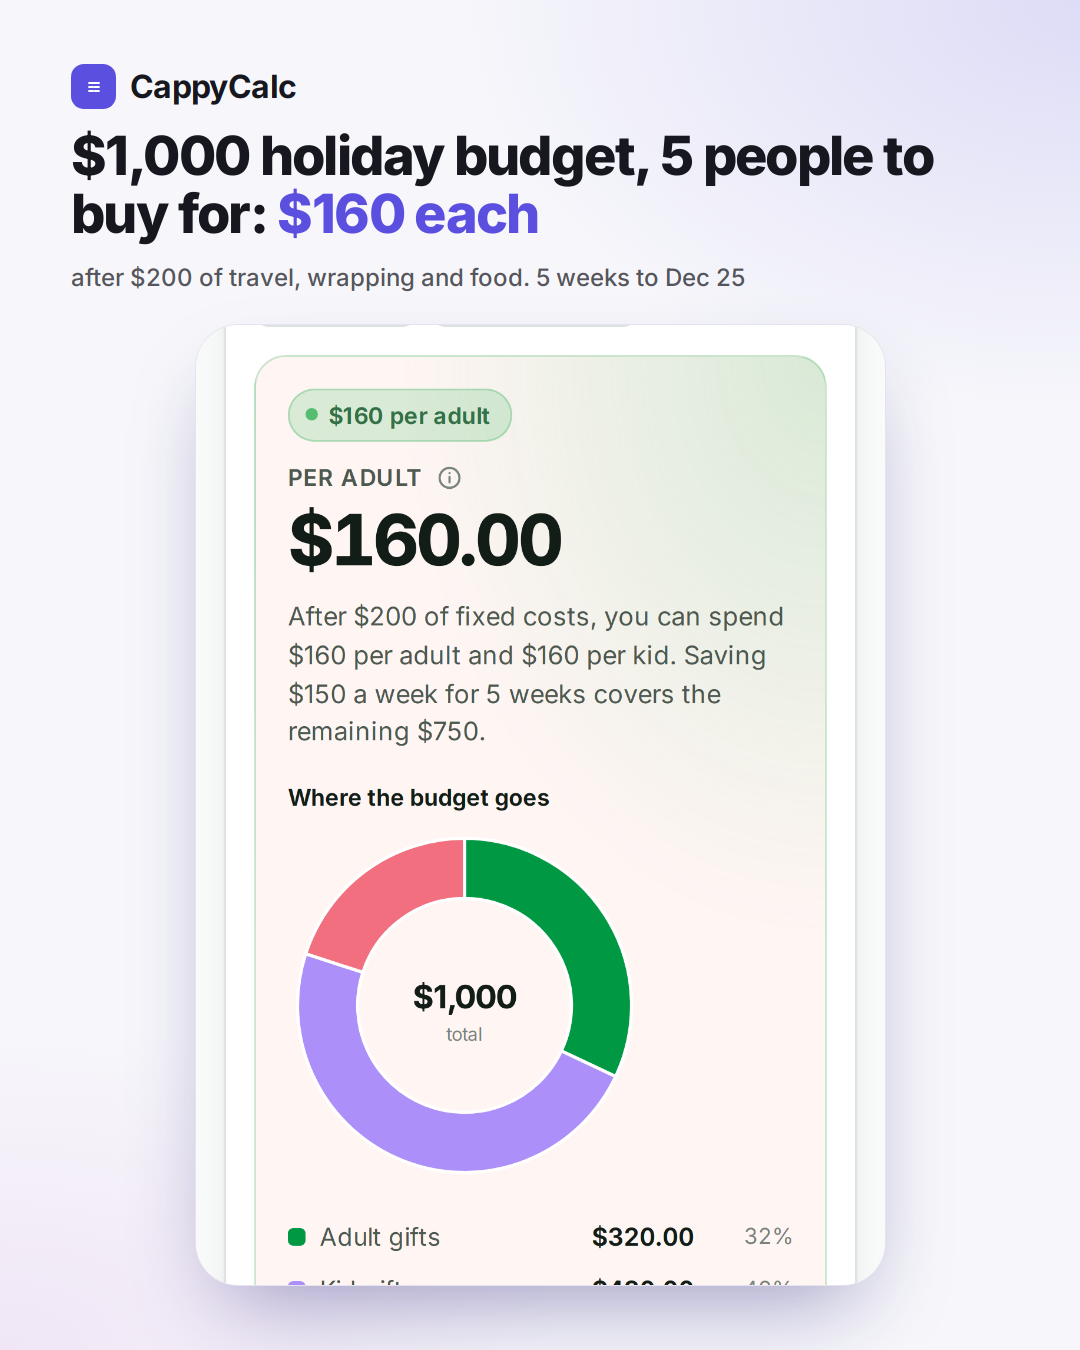 CappyCalc
$1,000 holiday budget, 5 people to
buy for: $160 each
after $200 of travel, wrapping and food. 5 weeks to Dec 25
$160 per adult
PER ADULT
$160.00
After $200 of fixed costs, you can spend
$160 per adult and $160 per kid. Saving
$150 a week for 5 weeks covers the
remaining $750.
Where the budget goes
$1,000
total
Adult gifts $320.00 32%